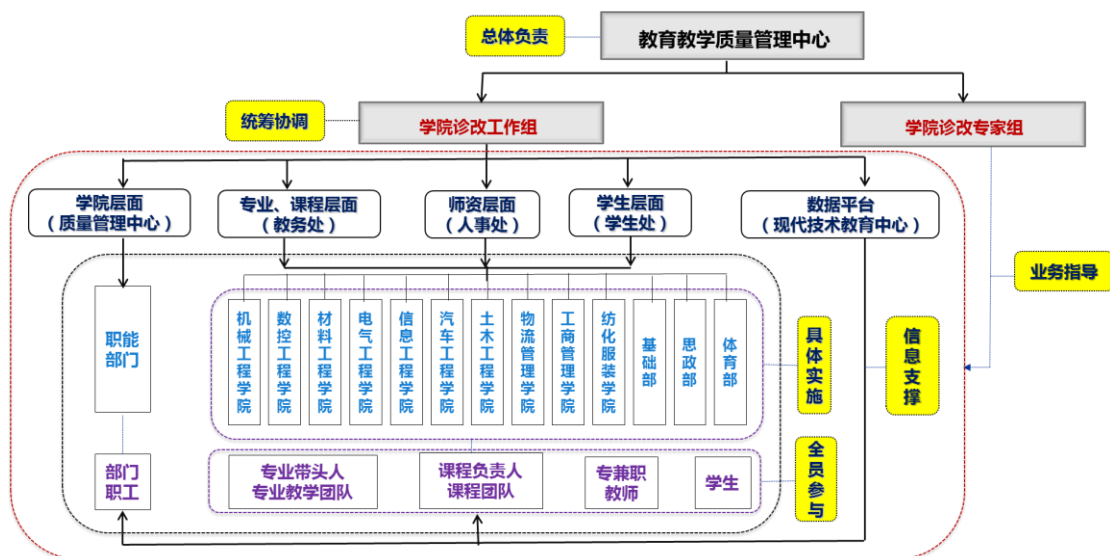 总体负责
教育教学质量管理中心
统筹协调
学院诊改工作组
学院诊改专家组
学院层面
（质量管理中心）
专业、课程层面
（教务处）
师资层面
（人事处）
学生层面
（学生处）
数据平台
（现代技术教育中心）
业务指导
职能
部门
机械工程学院
数控工程学院
材料工程学院
电气工程学院
信息工程学院
汽车工程学院
土木工程学院
物流管理学院
工商管理学院
纺化服装学院
基础部
思政部
体育部
具体实施
信息支撑
部门
职工
专业带头人
专业教学团队
课程负责人
课程团队
专兼职
教师
学生
全员参与